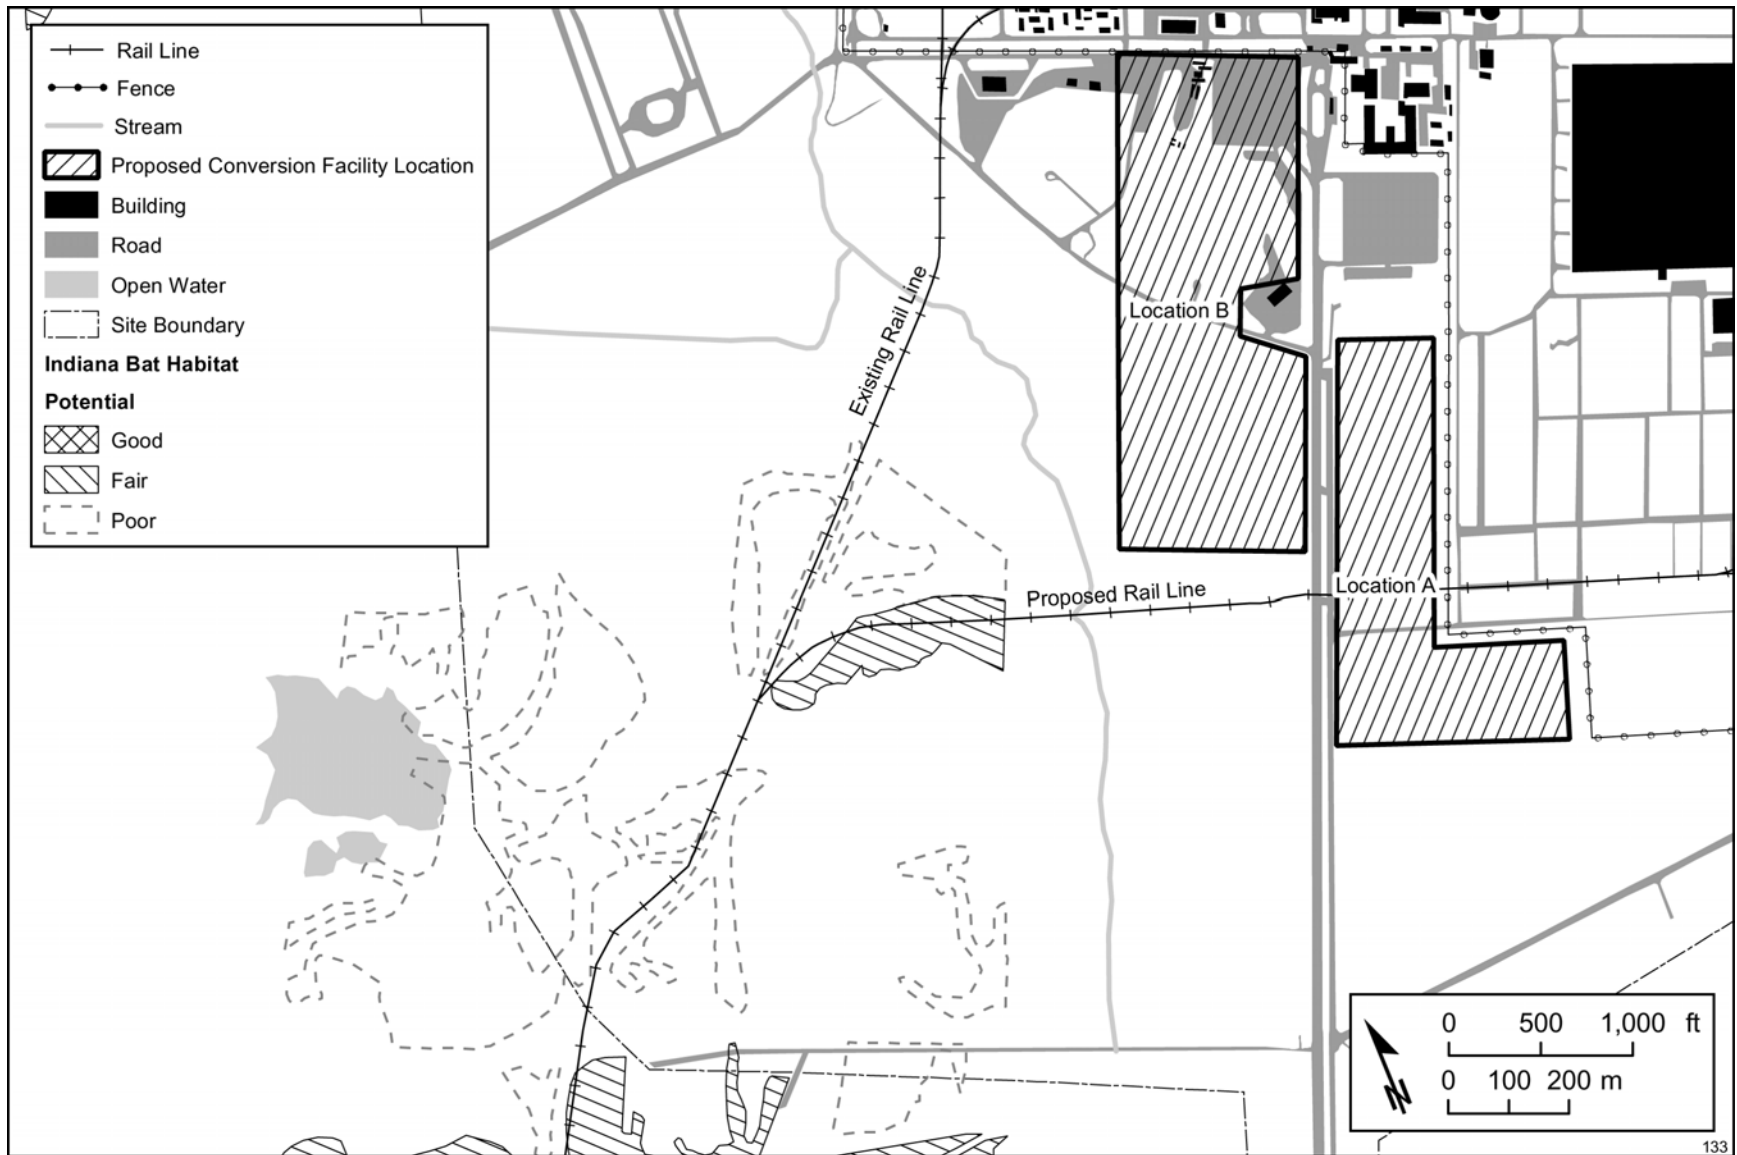 Rail Line
Fence
Stream
Proposed Conversion Facility Location
Building
Road
Open Water
Site Boundary
Indiana Bat Habitat
Potential
Good
Fair
Poor
Existing Rail Line
Location B
Proposed Rail Line
Location A
0 500 1,000 ft
0 100 200 m
N
133